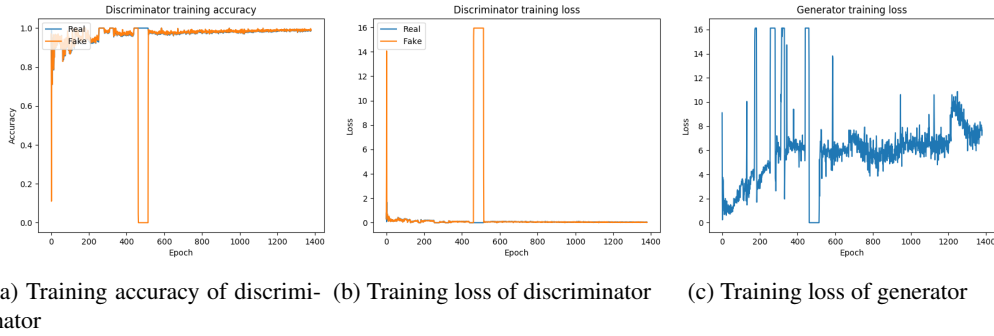 Discriminator training accuracy
1.0
0.8
0.6
0.4
0.2
0.0
Accuracy
Real
Fake
0 200 400 600 800 1000 1200 1400
Epoch
Discriminator training loss
16
14
12
10
8
6
4
2
0
Loss
Real
Fake
0 200 400 600 800 1000 1200 1400
Epoch
Generator training loss
16
14
12
10
8
6
4
2
0
Loss
0 200 400 600 800 1000 1200 1400
Epoch
a) Training accuracy of discrimi-
nator
(b) Training loss of discriminator
(c) Training loss of generator